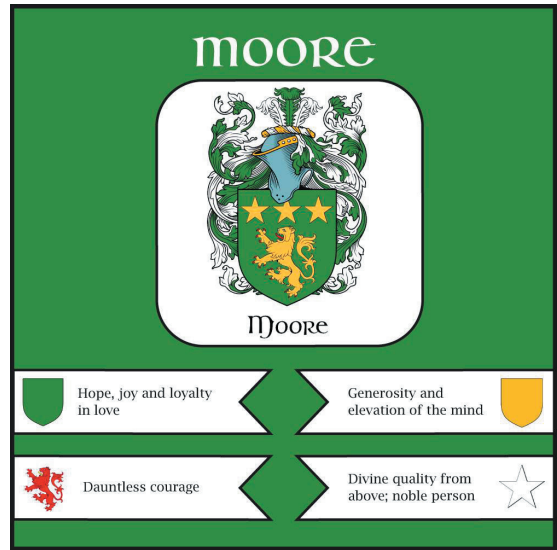 MOORE
Moore
Hope, joy and loyalty
in love
Generosity and
elevation of the mind
Dauntless courage
Divine quality from
above; noble person